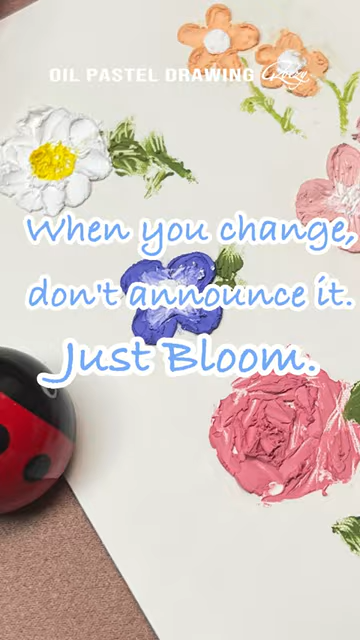 OIL PASTEL DRAWING
When you change,
don't announce it.
Just Bloom.